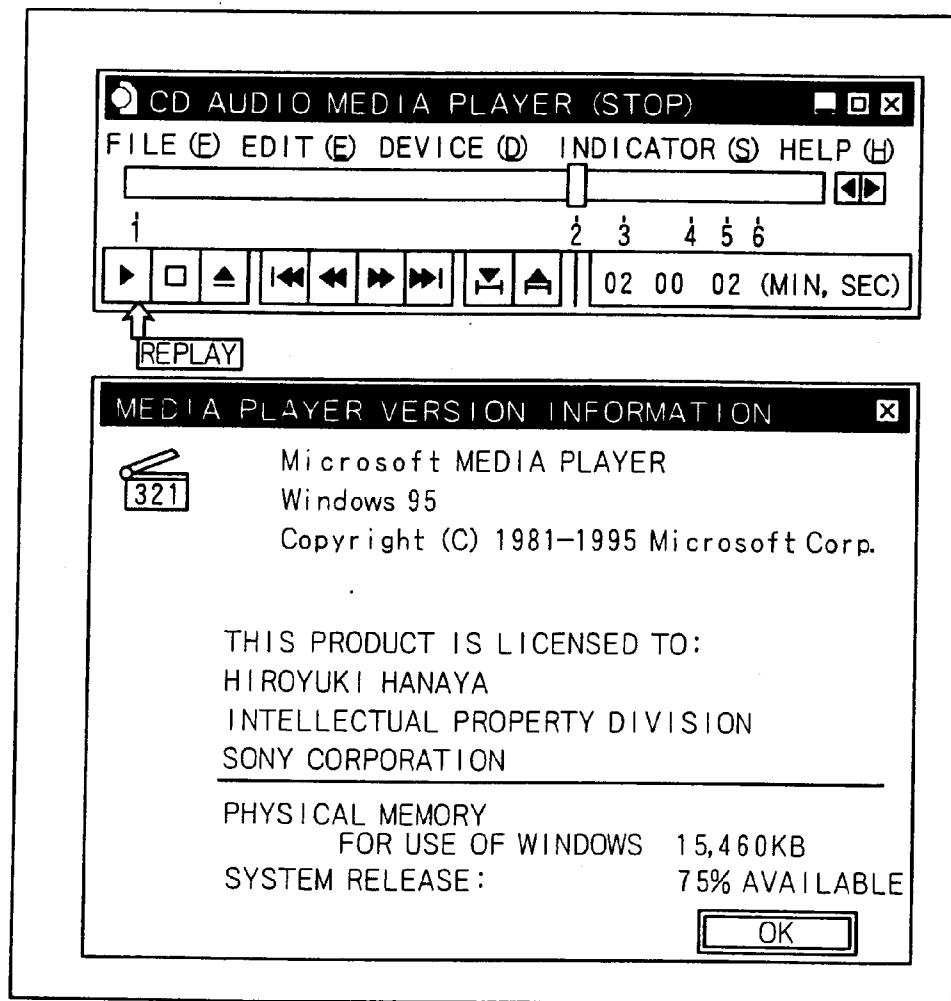 CD AUDIO MEDIA PLAYER (STOP)
FILE (F) EDIT (E) DEVICE (D) INDICATOR (S) HELP (H)
1 2 3 4 5 6
02 00 02 (MIN, SEC)
REPLAY
MEDIA PLAYER VERSION INFORMATION
321
Microsoft MEDIA PLAYER
Windows 95
Copyright (C) 1981-1995 Microsoft Corp.
THIS PRODUCT IS LICENSED TO:
HIROYUKI HANAYA
INTELLECTUAL PROPERTY DIVISION
SONY CORPORATION
PHYSICAL MEMORY
FOR USE OF WINDOWS 15,460KB
SYSTEM RELEASE: 75% AVAILABLE
OK